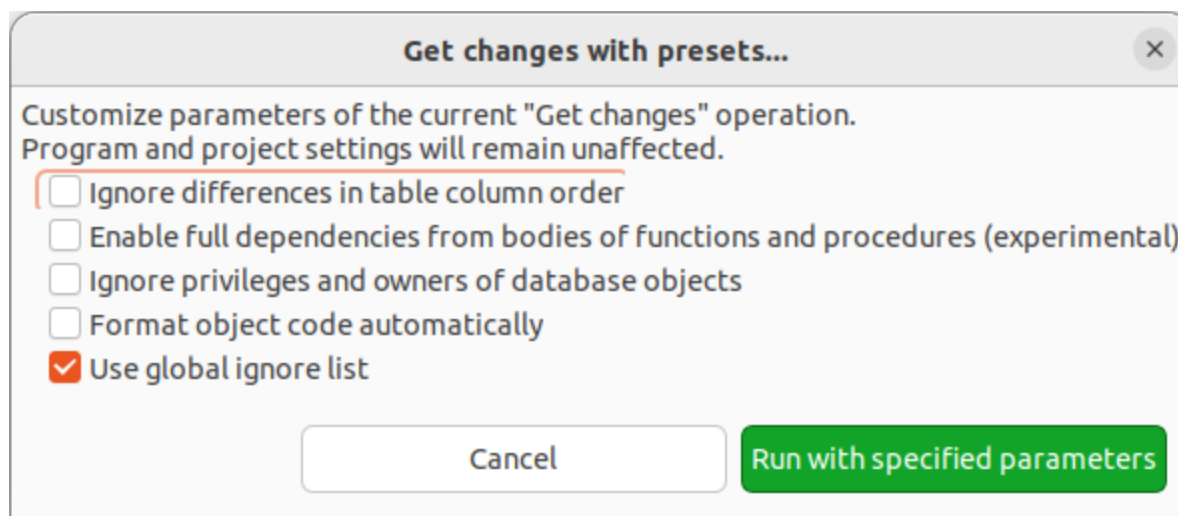 Get changes with presets...
Customize parameters of the current "Get changes" operation.
Program and project settings will remain unaffected.
Ignore differences in table column order
Enable full dependencies from bodies of functions and procedures (experimental)
Ignore privileges and owners of database objects
Format object code automatically
Use global ignore list
Cancel
Run with specified parameters